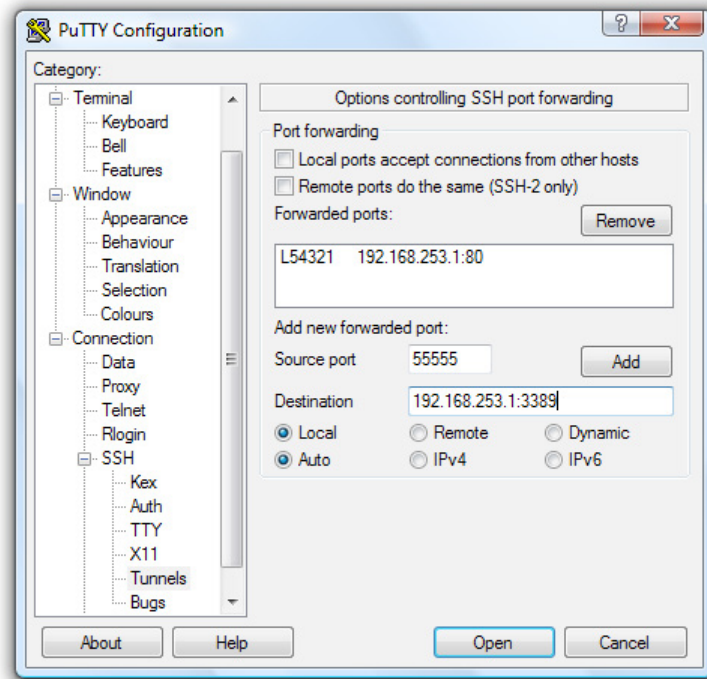 PuTTY Configuration
?
Category:
Terminal
Keyboard
Bell
Features
Window
Appearance
Behaviour
Translation
Selection
Colours
Connection
Data
Proxy
Telnet
Rlogin
SSH
Kex
Auth
TTY
X11
Tunnels
Bugs
Options controlling SSH port forwarding
Port forwarding
Local ports accept connections from other hosts
Remote ports do the same (SSH-2 only)
Forwarded ports:
Remove
L54321 192.168.253.1:80
Add new forwarded port:
Source port 55555 Add
Destination 192.168.253.1:3389
Local Remote Dynamic
Auto IPv4 IPv6
About Help Open Cancel